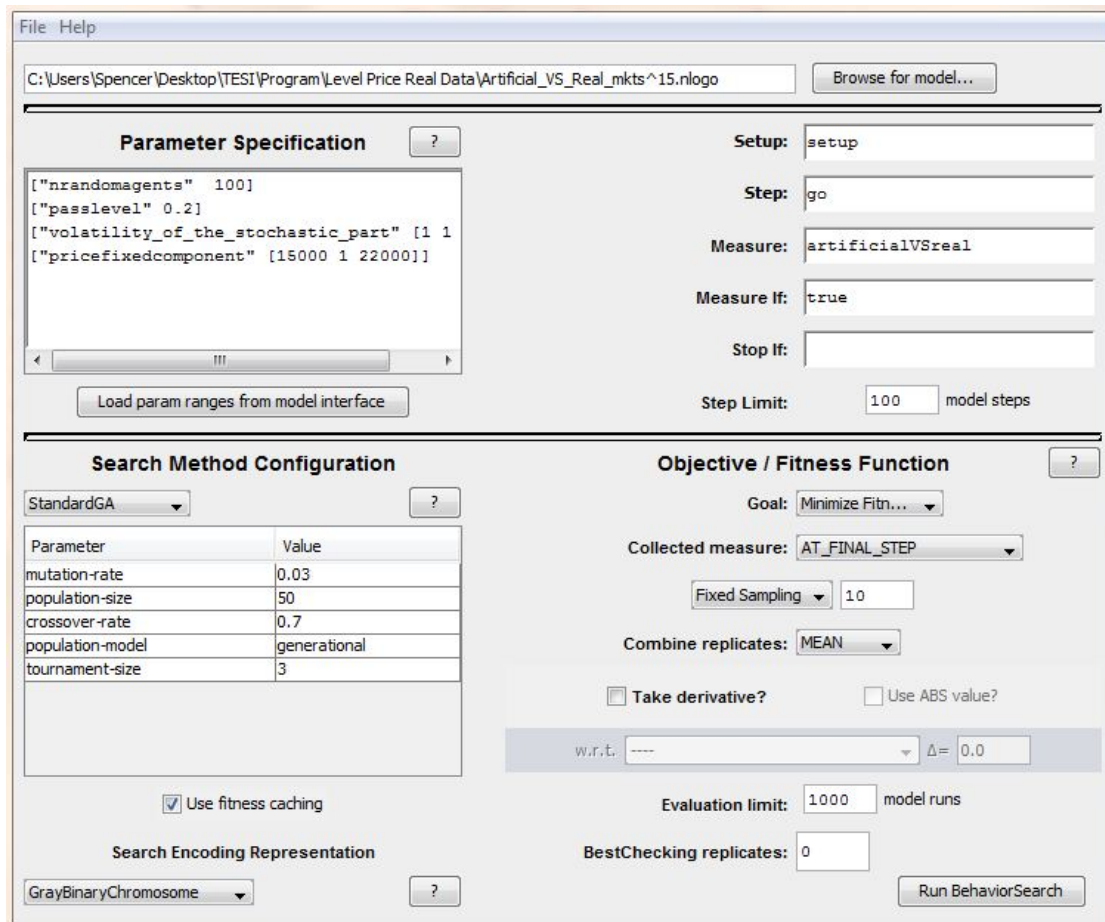 File Help
C:\Users\Spencer\Desktop\TESI\Program\Level Price Real Data\Artificial_VS_Real_mkts^15.nlogo
Browse for model...
Parameter Specification
?
["nrandomagents"  100]
["passlevel" 0.2]
["volatility_of_the_stochastic_part" [1 1
["pricefixedcomponent" [15000 1 22000]]
Load param ranges from model interface
Setup: setup
Step: go
Measure: artificialVSreal
Measure If: true
Stop If:
Step Limit: 100 model steps
Search Method Configuration
StandardGA
?
Parameter Value
mutation-rate 0.03
population-size 50
crossover-rate 0.7
population-model generational
tournament-size 3
Use fitness caching
Search Encoding Representation
GrayBinaryChromosome
?
Objective / Fitness Function
?
Goal: Minimize Fitn...
Collected measure: AT_FINAL_STEP
Fixed Sampling 10
Combine replicates: MEAN
Take derivative? Use ABS value?
w.r.t. ---- Δ= 0.0
Evaluation limit: 1000 model runs
BestChecking replicates: 0
Run BehaviorSearch